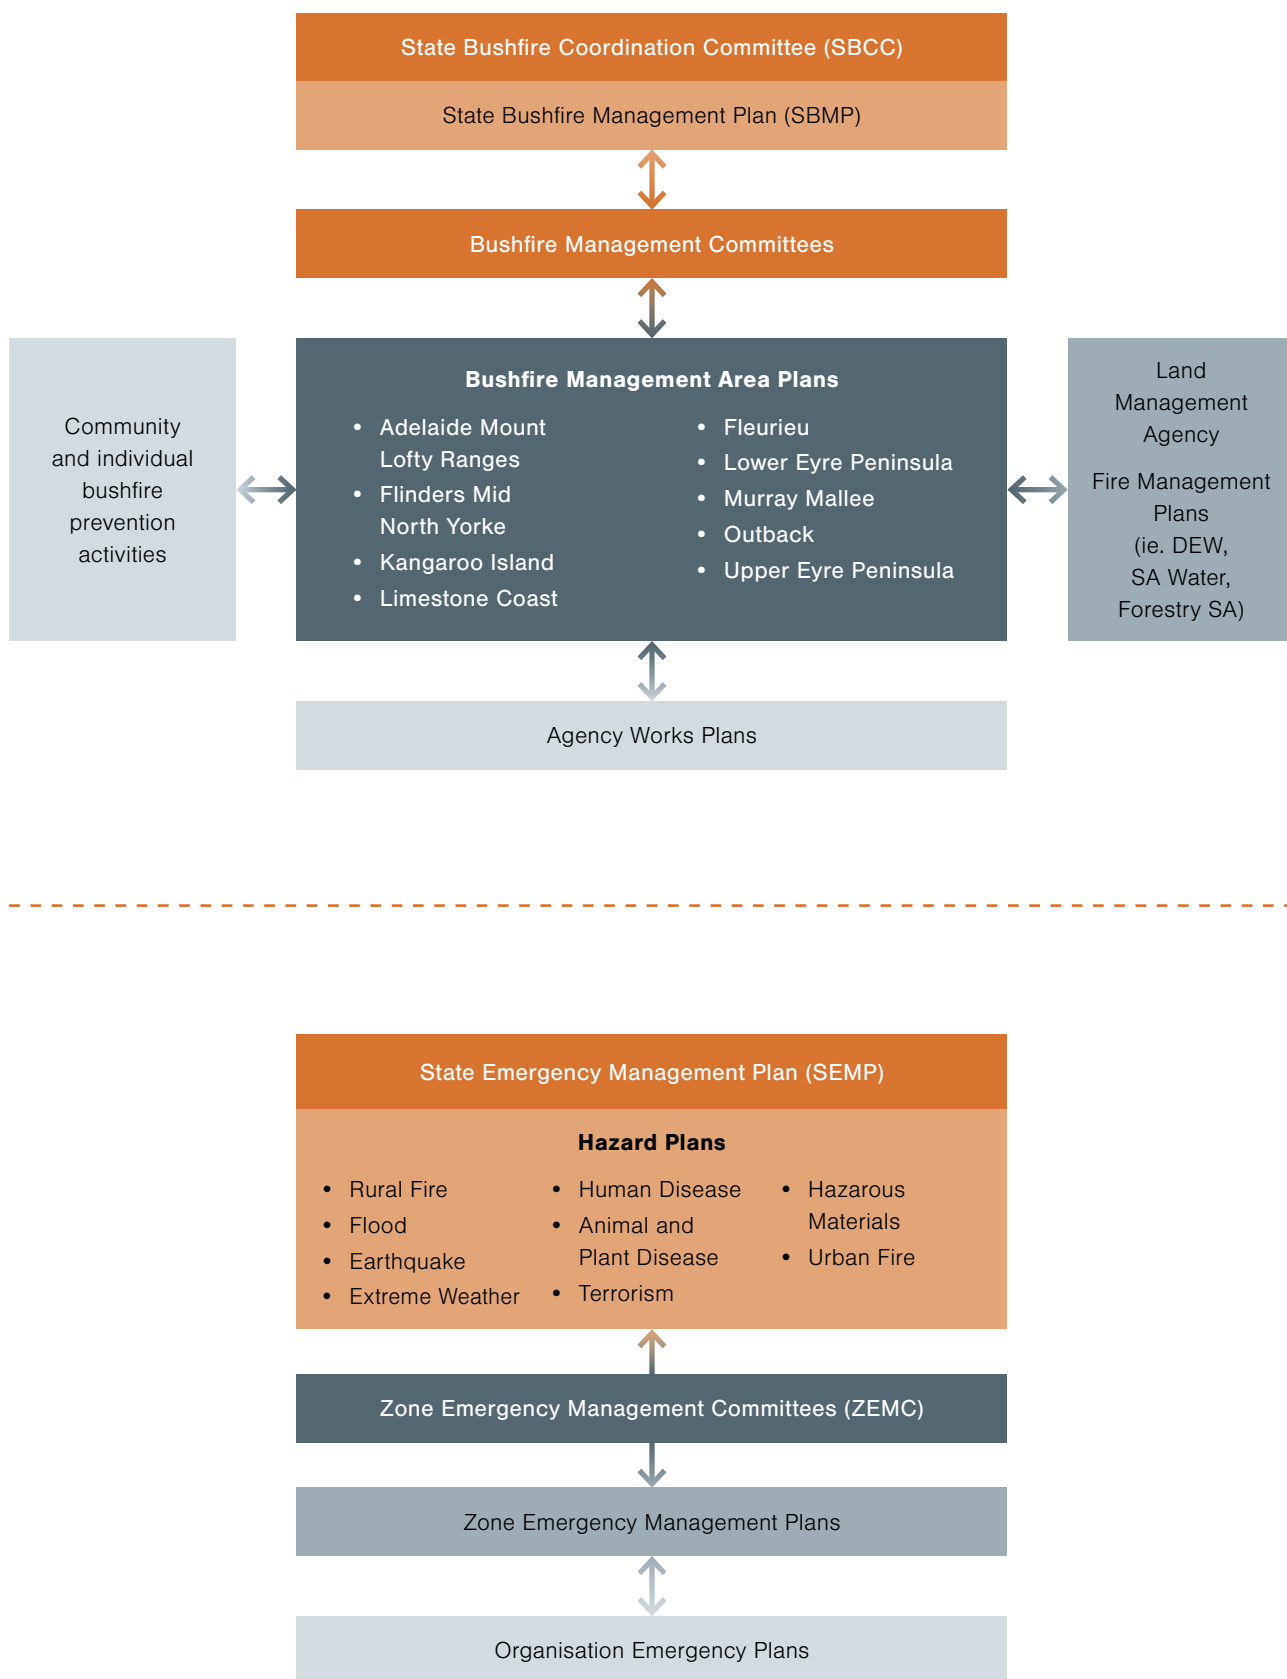 State Bushfire Coordination Committee (SBCC)
State Bushfire Management Plan (SBMP)
Bushfire Management Committees
Community
and individual
bushfire
prevention
activities
Bushfire Management Area Plans
• Adelaide Mount
Lofty Ranges
• Flinders Mid
North Yorke
• Kangaroo Island
• Limestone Coast
• Fleurieu
• Lower Eyre Peninsula
• Murray Mallee
• Outback
• Upper Eyre Peninsula
Land
Management
Agency
Fire Management
Plans
(ie. DEW,
SA Water,
Forestry SA)
Agency Works Plans
State Emergency Management Plan (SEMP)
Hazard Plans
• Rural Fire
• Flood
• Earthquake
• Extreme Weather
• Human Disease
• Animal and
Plant Disease
• Terrorism
• Hazarous
Materials
• Urban Fire
Zone Emergency Management Committees (ZEMC)
Zone Emergency Management Plans
Organisation Emergency Plans